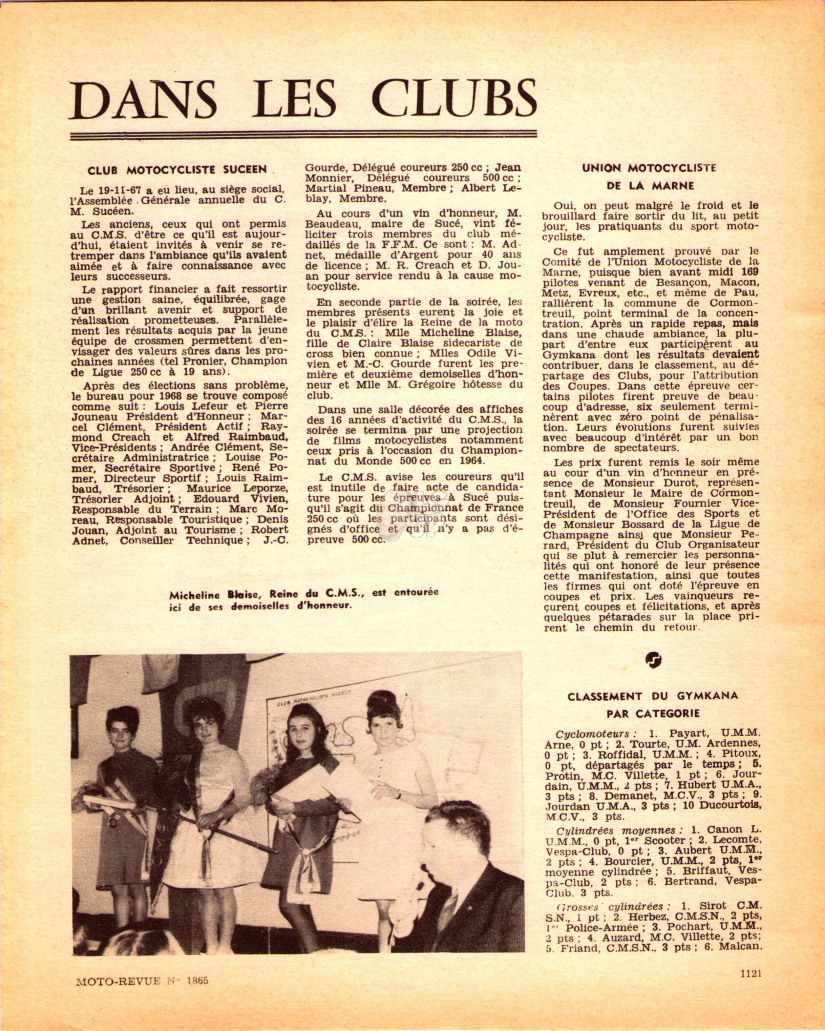 DANS LES CLUBS
CLUB MOTOCYCLISTE SUCEEN
Le 19-11-67 a eu lieu, au siège social,
l'Assemblée Générale annuelle du C.
M. Sucéen.
Les anciens, ceux qui ont permis
au C.M.S. d'être ce qu'il est aujour-
d'hui, étaient invités à venir se re-
tremper dans l'ambiance qu'ils avaient
aimée et à faire connaissance avec
leurs successeurs.
Le rapport financier a fait ressortir
une gestion saine, équilibrée, gage
d'un brillant avenir et support de
réalisation prometteuses. Parallèle-
ment les résultats acquis par la jeune
équipe de crossmen permettent d'en-
visager des valeurs sûres dans les pro-
chaines années (tel Pronier, Champion
de Ligue 250 cc à 19 ans).
Après des élections sans problème,
le bureau pour 1968 se trouve composé
comme suit : Louis Lefeur et Pierre
Jouneau Président d'Honneur ; Mar-
cel Clément, Président Actif ; Ray-
mond Creach et Alfred Raimbaud,
Vice-Présidents ; Andrée Clément, Se-
crétaire Administratrice ; Louise Po-
mer, Secrétaire Sportive ; René Po-
mer, Directeur Sportif ; Louis Raim-
baud, Trésorier ; Maurice Leporze,
Trésorier Adjoint ; Edouard Vivien,
Responsable du Terrain ; Marc Mo-
reau, Responsable Touristique ; Denis
Jouan, Adjoint au Tourisme ; Robert
Adnet, Conseiller Technique ; J.-C.
Gourde, Délégué coureurs 250 cc ; Jean
Monnier, Délégué coureurs 500 cc ;
Martial Pineau, Membre ; Albert Le-
blay, Membre.
Au cours d'un vin d'honneur, M.
Beaudeau, maire de Sucé, vint fé-
liciter trois membres du club mé-
daillés de la F.F.M. Ce sont : M. Ad-
net, médaille d'Argent pour 40 ans
de licence ; M. R. Creach et D. Jou-
an pour service rendu à la cause mo-
tocycliste.
En seconde partie de la soirée, les
membres présents eurent la joie et
le plaisir d'élire la Reine de la moto
du C.M.S. : Mlle Micheline Blaise,
fille de Claire Blaise sidecariste de
cross bien connue ; Mlles Odile Vi-
vien et M.-C. Gourde furent les pre-
mière et deuxième demoiselles d'hon-
neur et Mlle M. Grégoire hôtesse du
club.
Dans une salle décorée des affiches
des 16 années d'activité du C.M.S., la
soirée se termina par une projection
de films motocyclistes notamment
ceux pris à l'occasion du Champion-
nat du Monde 500 cc en 1964.
Le C.M.S. avise les coureurs qu'il
est inutile de faire acte de candida-
ture pour les épreuves à Sucé puis-
qu'il s'agit du Championnat de France
250 cc où les participants sont dési-
gnés d'office et qu'il n'y a pas d'é-
preuve 500 cc.
Micheline Blaise, Reine du C.M.S., est entourée
ici de ses demoiselles d'honneur.
CLUB MOTOCYCLISTE SUCEEN
UNION MOTOCYCLISTE
DE LA MARNE
Oui, on peut malgré le froid et le
brouillard faire sortir du lit, au petit
jour, les pratiquants du sport moto-
cycliste.
Ce fut amplement prouvé par le
Comité de l'Union Motocycliste de la
Marne, puisque bien avant midi 169
pilotes venant de Besançon, Macon,
Metz, Evreux, etc., et même de Pau,
rallièrent la commune de Cormon-
treuil, point terminal de la concen-
tration. Après un rapide repas, mais
dans une chaude ambiance, la plu-
part d'entre eux participèrent au
Gymkana dont les résultats devaient
contribuer, dans le classement, au dé-
partage des Clubs, pour l'attribution
des Coupes. Dans cette épreuve cer-
tains pilotes firent preuve de beau-
coup d'adresse, six seulement termi-
nèrent avec zéro point de pénalisa-
tion. Leurs évolutions furent suivies
avec beaucoup d'intérêt par un bon
nombre de spectateurs.
Les prix furent remis le soir même
au cour d'un vin d'honneur en pré-
sence de Monsieur Durot, représen-
tant Monsieur le Maire de Cormon-
treuil, de Monsieur Fournier Vice-
Président de l'Office des Sports et
de Monsieur Bossard de la Ligue de
Champagne ainsi que Monsieur Pe-
rard, Président du Club Organisateur
qui se plut à remercier les personna-
lités qui ont honoré de leur présence
cette manifestation, ainsi que toutes
les firmes qui ont doté l'épreuve en
coupes et prix. Les vainqueurs re-
çurent coupes et félicitations, et après
quelques pétarades sur la place pri-
rent le chemin du retour.
CLASSEMENT DU GYMKANA
PAR CATEGORIE
Cyclomoteurs : 1. Payart, U.M.M.
Arne, 0 pt ; 2. Tourte, U.M. Ardennes,
0 pt ; 3. Roffidal, U.M.M. ; 4. Pitoux,
0 pt, départagés par le temps ; 5.
Protin, M.C. Villette, 1 pt ; 6. Jour-
dain, U.M.M., 2 pts ; 7. Hubert U.M.A.,
3 pts ; 8. Demanet, M.C.V., 3 pts ; 9.
Jourdan U.M.A., 3 pts ; 10 Ducourtois,
M.C.V., 3 pts.
Cylindrées moyennes : 1. Canon L.
U.M.M., 0 pt, 1er Scooter ; 2. Lecomte,
Vespa-Club, 0 pt ; 3. Aubert U.M.M.,
2 pts ; 4. Bourcier, U.M.M., 2 pts, 1er
moyenne cylindrée ; 5. Briffaut, Ves-
pa-Club, 2 pts ; 6. Bertrand, Vespa-
Club. 3 pts.
Grosses cylindrées : 1. Sirot C.M.
S.N., 1 pt ; 2. Herbez, C.M.S.N., 2 pts,
1er Police-Armée ; 3. Pochart, U.M.M.,
2 pts ; 4. Auzard, M.C. Villette, 2 pts;
5. Friand, C.M.S.N., 3 pts ; 6. Malcan,
MOTO-REVUE N° 1865
1121